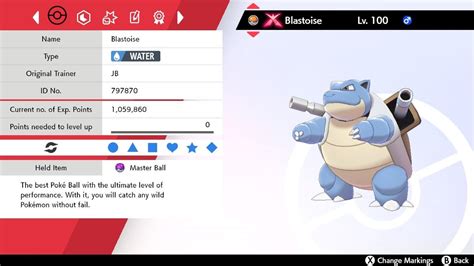 Blastoise Lv. 100
Name Blastoise
Type WATER
Original Trainer JB
ID No. 797870
Current no. of Exp. Points 1,059,860
Points needed to level up 0
Held Item Master Ball
The best Poké Ball with the ultimate level of
performance. With it, you will catch any wild
Pokémon without fail.
X Change Markings B Back